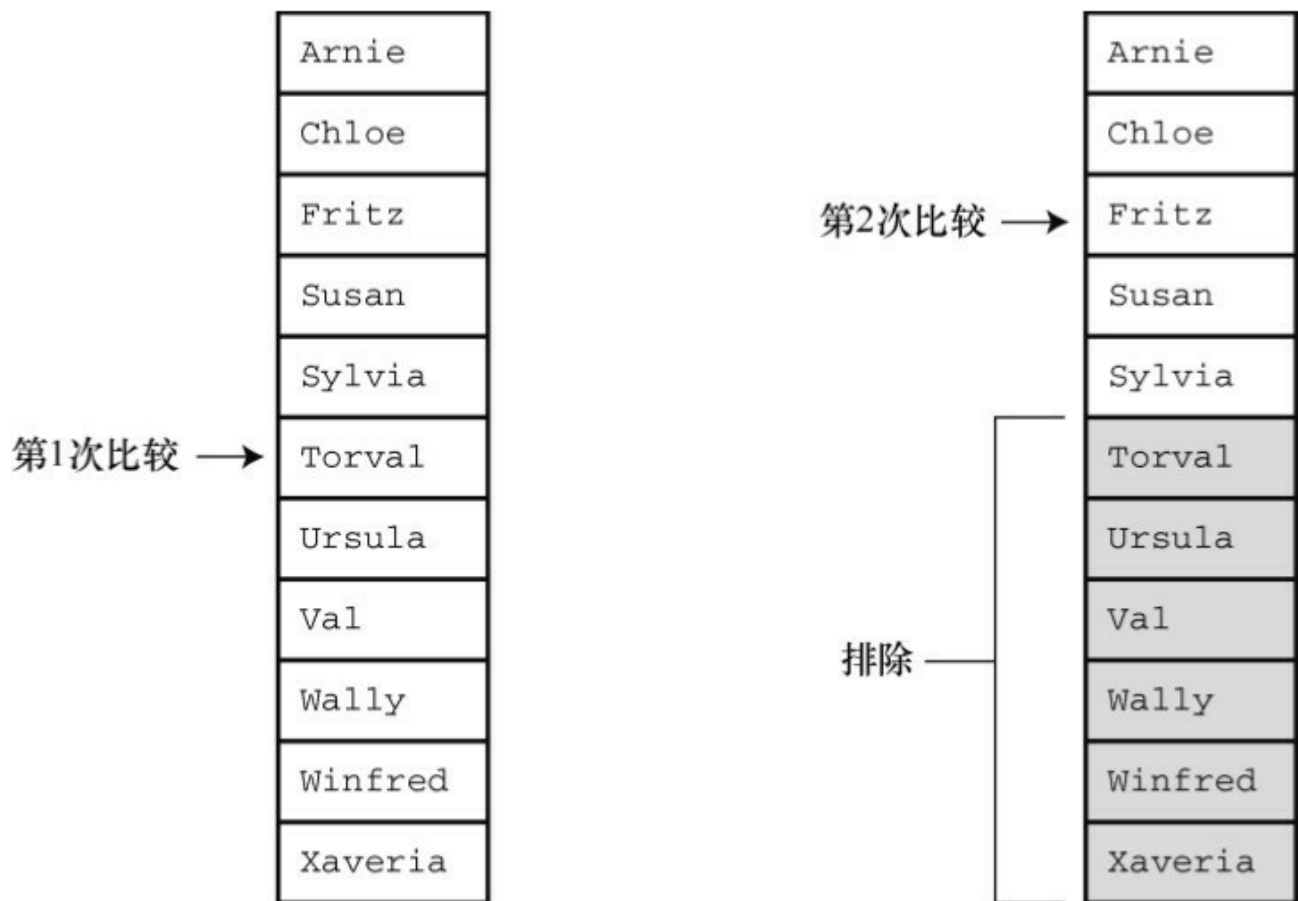 Arnie
Chloe
Fritz
Susan
Sylvia
第1次比较
Torval
Ursula
Val
Wally
Winfred
Xaveria
Arnie
Chloe
第2次比较
Fritz
Susan
Sylvia
Torval
Ursula
Val
排除
Wally
Winfred
Xaveria